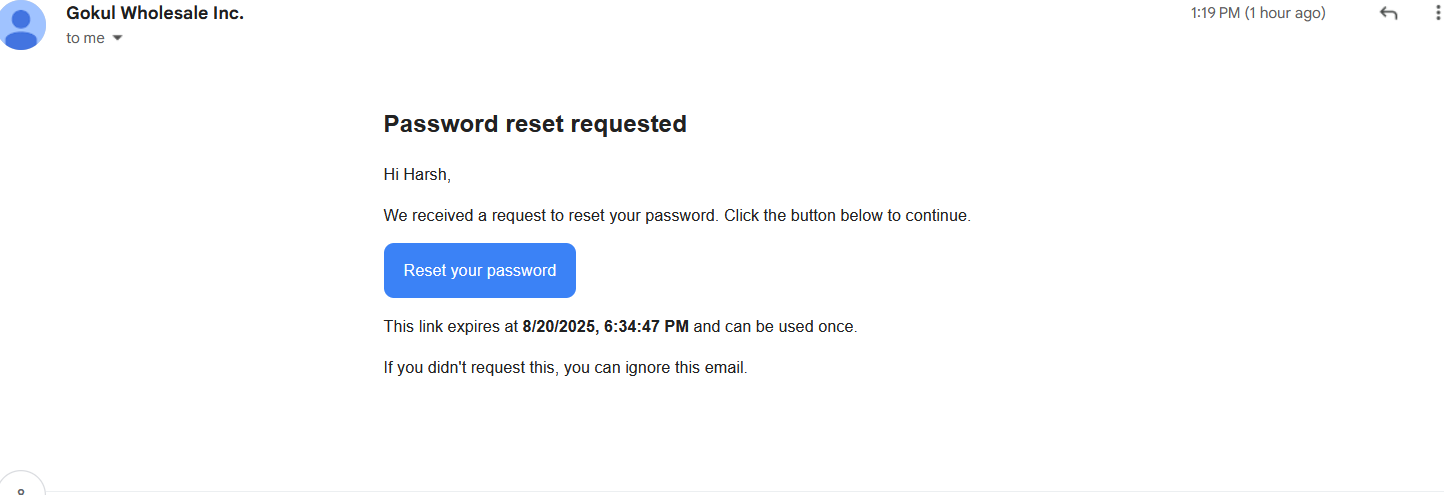 Gokul Wholesale Inc.
1:19 PM (1 hour ago)
to me
Password reset requested
Hi Harsh,
We received a request to reset your password. Click the button below to continue.
Reset your password
This link expires at 8/20/2025, 6:34:47 PM and can be used once.
If you didn't request this, you can ignore this email.